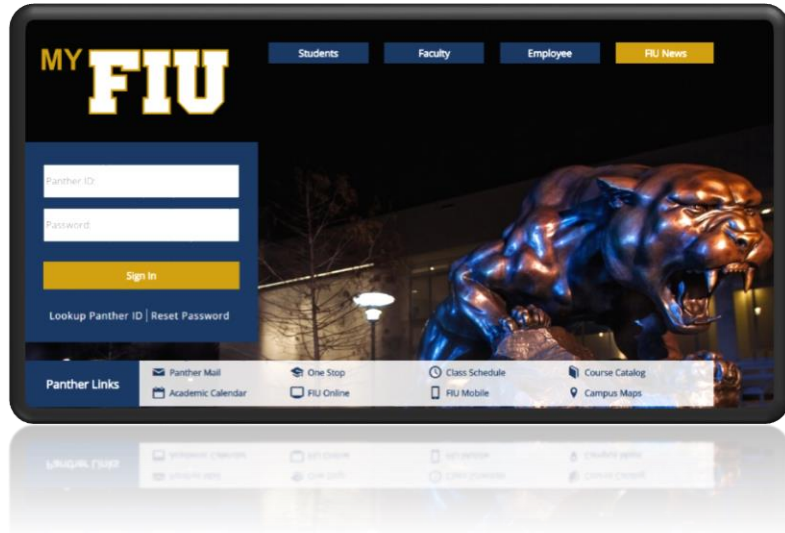 MY FIU
Students Faculty Employee FIU News
Panther ID:
Password:
Sign In
Lookup Panther ID | Reset Password
Panther Links
Panther Mail One Stop Class Schedule Course Catalog
Academic Calendar FIU Online FIU Mobile Campus Maps